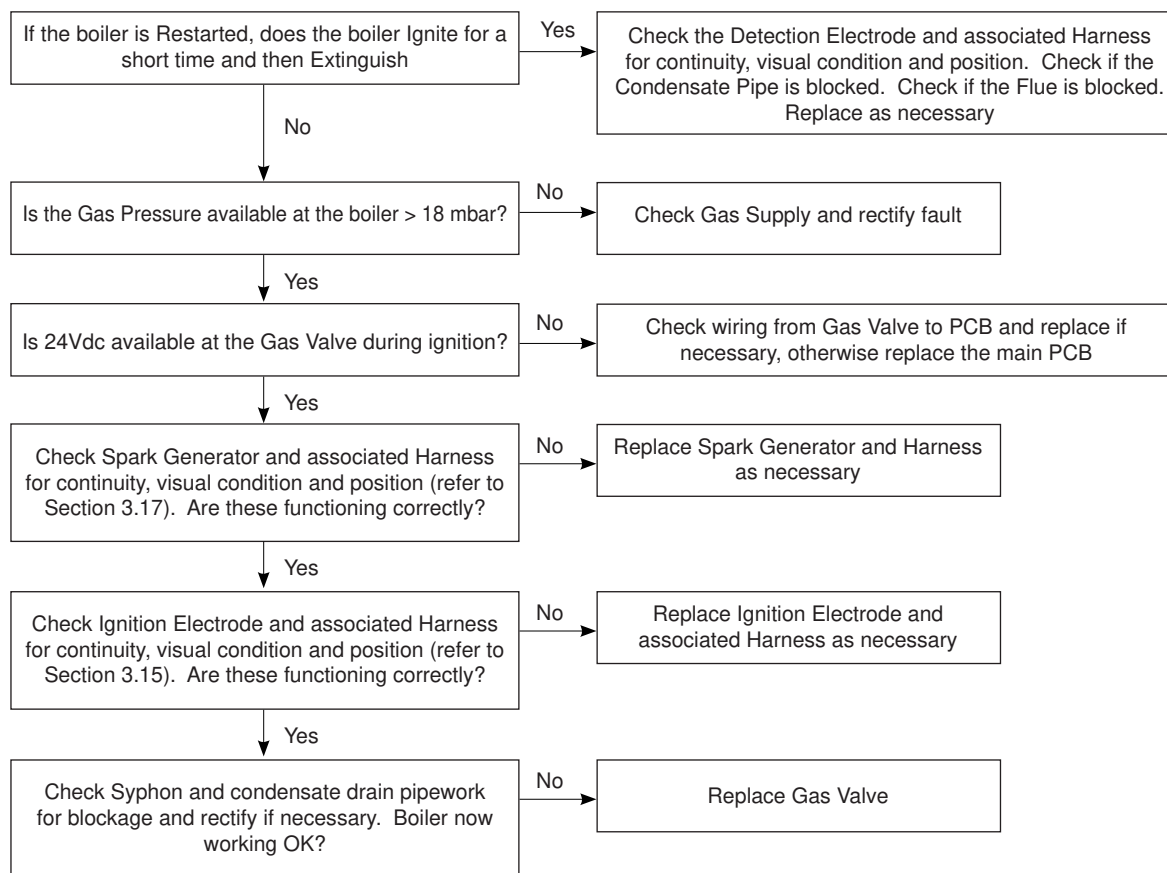 If the boiler is Restarted, does the boiler Ignite for a
short time and then Extinguish
Yes
Check the Detection Electrode and associated Harness
for continuity, visual condition and position.  Check if the
Condensate Pipe is blocked.  Check if the Flue is blocked.
Replace as necessary
No
Is the Gas Pressure available at the boiler > 18 mbar?
No
Check Gas Supply and rectify fault
Yes
Is 24Vdc available at the Gas Valve during ignition?
No
Check wiring from Gas Valve to PCB and replace if
necessary, otherwise replace the main PCB
Yes
Check Spark Generator and associated Harness
for continuity, visual condition and position (refer to
Section 3.17).  Are these functioning correctly?
No
Replace Spark Generator and Harness
as necessary
Yes
Check Ignition Electrode and associated Harness
for continuity, visual condition and position (refer to
Section 3.15).  Are these functioning correctly?
No
Replace Ignition Electrode and
associated Harness as necessary
Yes
Check Syphon and condensate drain pipework
for blockage and rectify if necessary.  Boiler now
working OK?
No
Replace Gas Valve